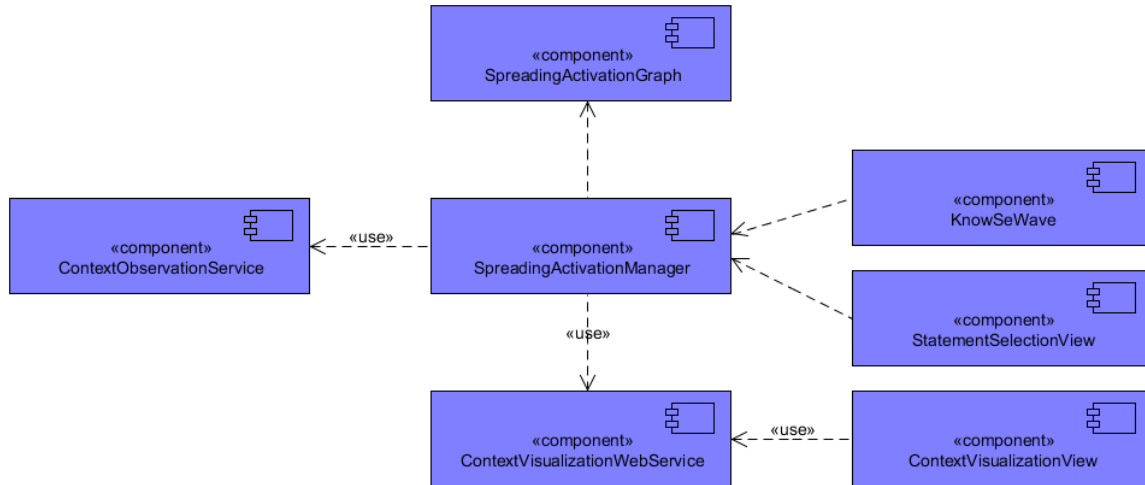 «component»
SpreadingActivationGraph
«component»
KnowSeWave
«component»
ContextObservationService
«use»
«component»
SpreadingActivationManager
«component»
StatementSelectionView
«use»
«component»
ContextVisualizationWebService
«use»
«component»
ContextVisualizationView